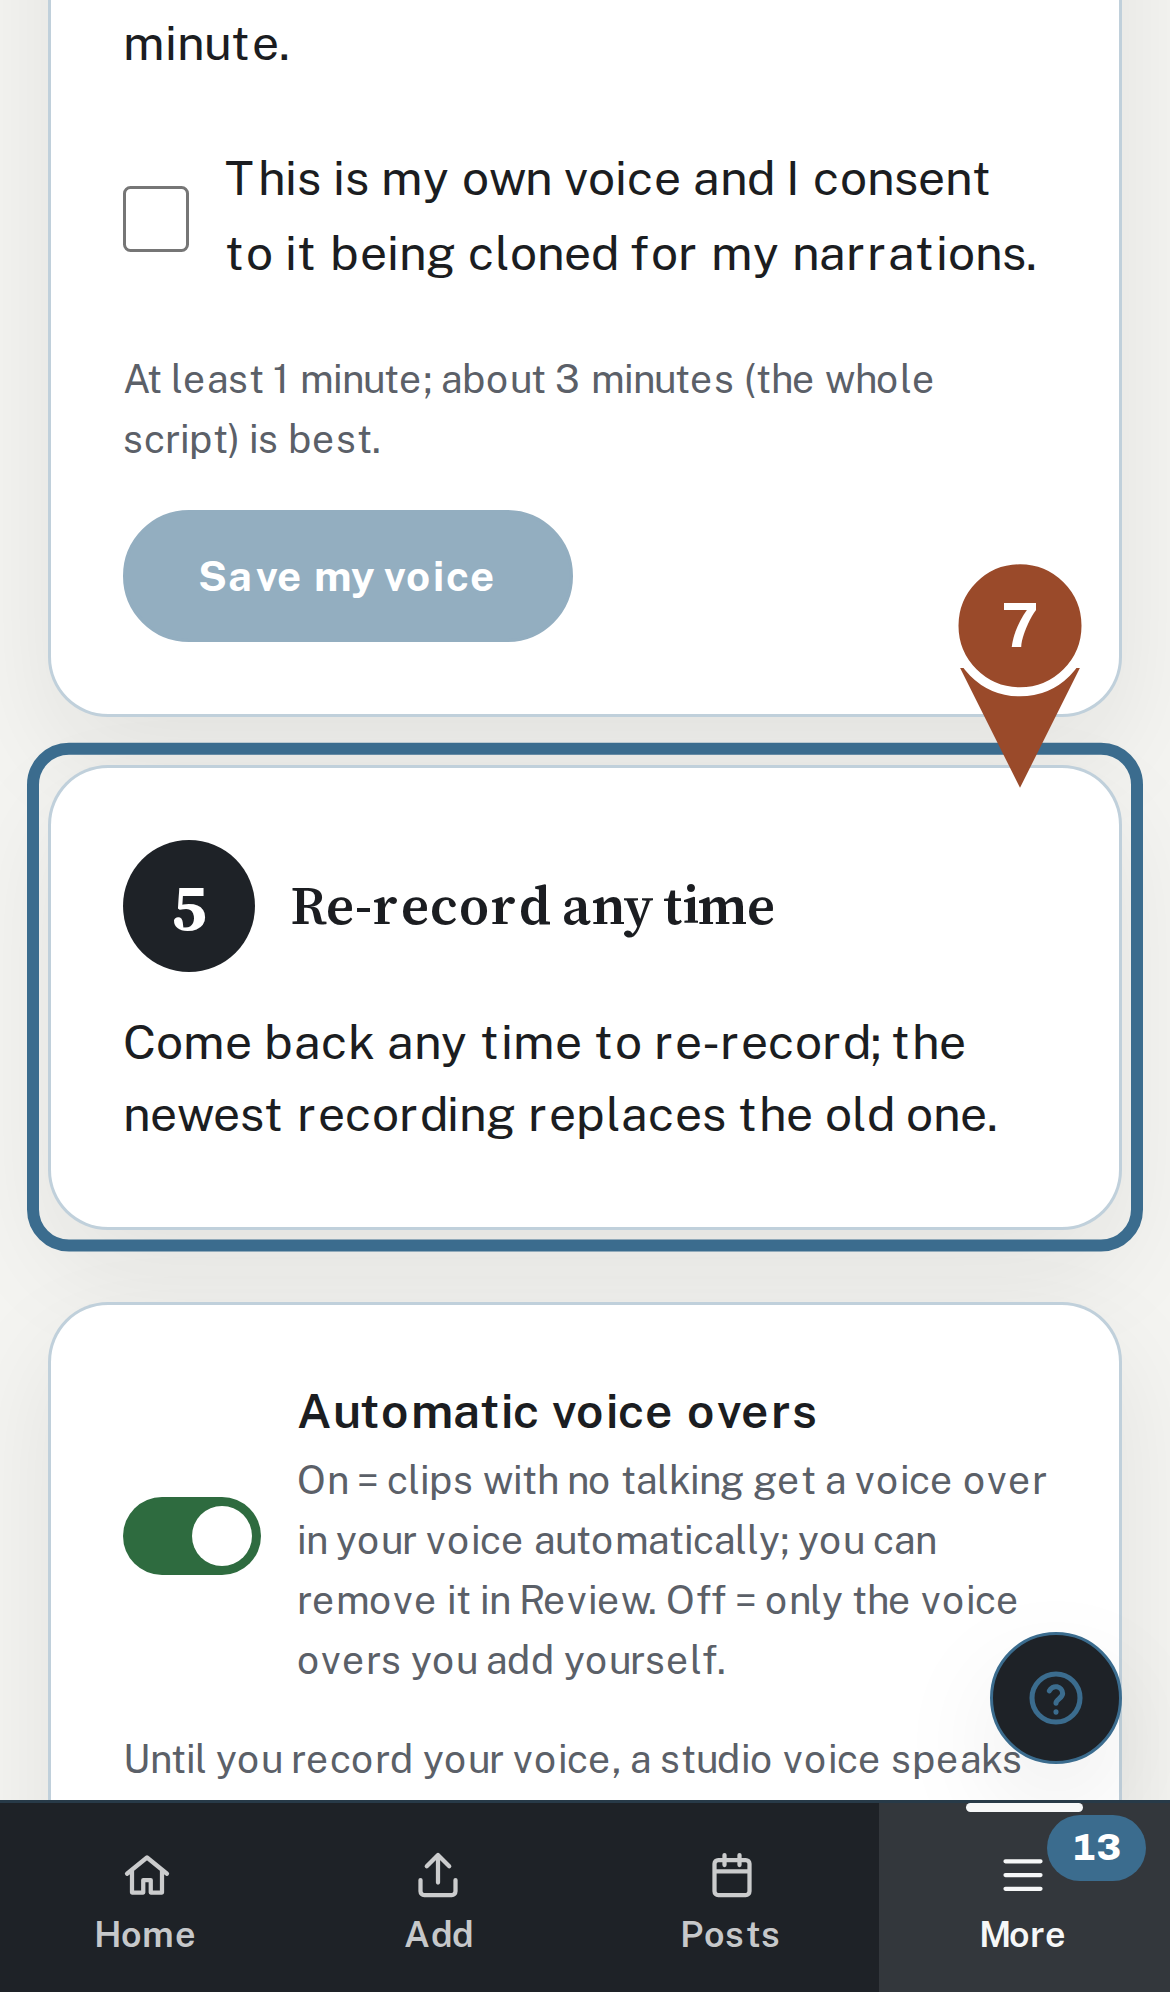 minute.
This is my own voice and I consent
to it being cloned for my narrations.
At least 1 minute; about 3 minutes (the whole
script) is best.
Save my voice
7
5
Re-record any time
Come back any time to re-record; the
newest recording replaces the old one.
Automatic voice overs
On = clips with no talking get a voice over
in your voice automatically; you can
remove it in Review. Off = only the voice
overs you add yourself.
?
Until you record your voice, a studio voice speaks
13
Home
Add
Posts
More